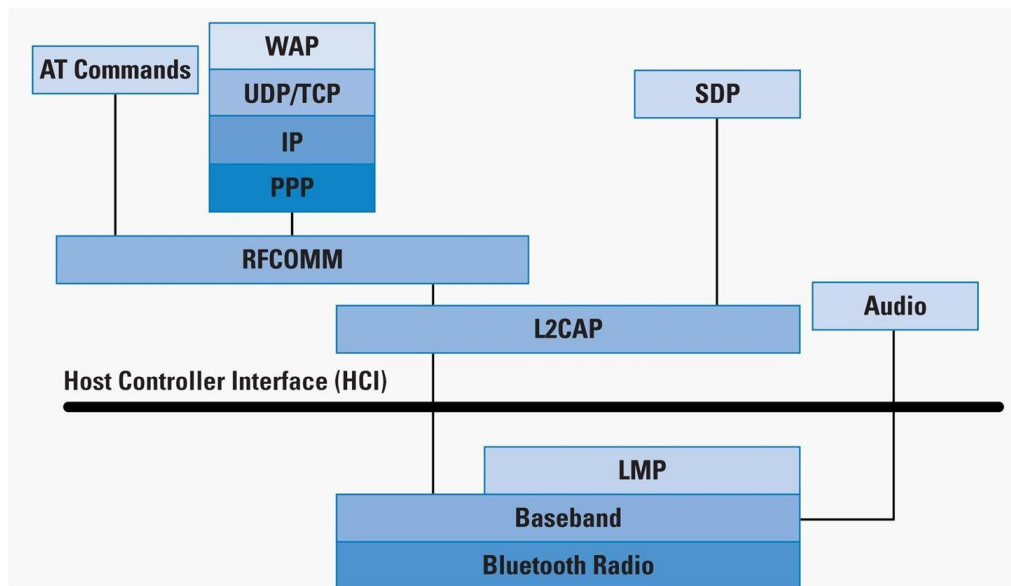 WAP
AT Commands
UDP/TCP
SDP
IP
PPP
RFCOMM
Audio
L2CAP
Host Controller Interface (HCI)
LMP
Baseband
Bluetooth Radio